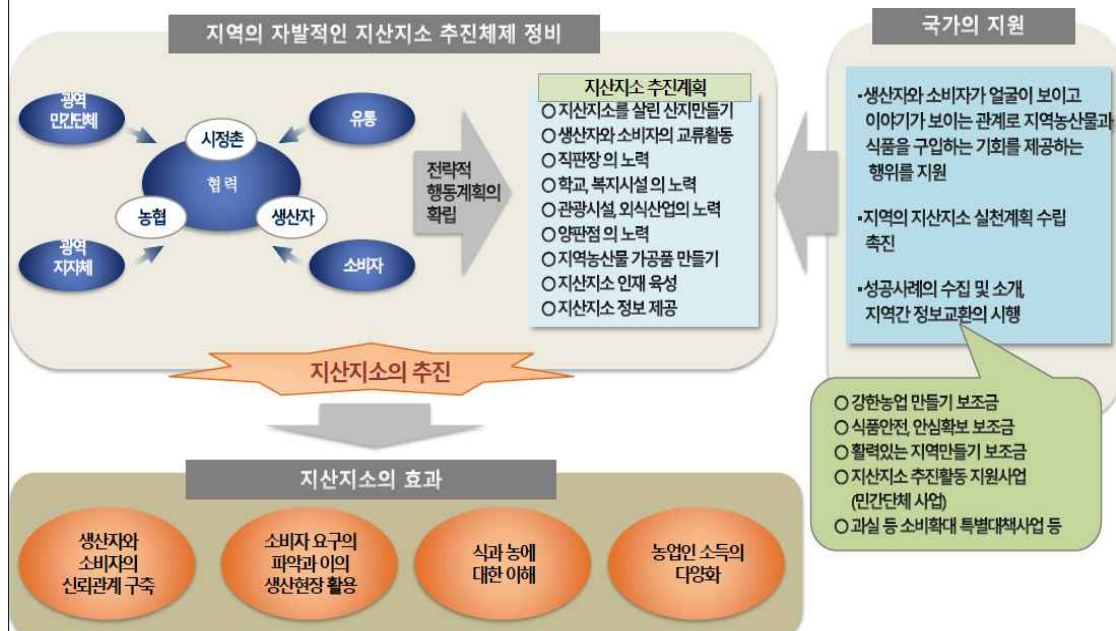 지역의 자발적인 지산지소 추진체제 정비
광역
민간단체
유통
시정촌
협 력
농협
생산자
광역
지자체
소비자
전략적
행동계획의
확립
지산지소 추진계획
○ 지산지소를 살린 산지만들기
○ 생산자와 소비자의 교류활동
○ 직판장 의 노력
○ 학교, 복지시설 의 노력
○ 관광시설, 외식산업의 노력
○ 양판점 의 노력
○ 지역농산물 가공품 만들기
○ 지산지소 인재 육성
○ 지산지소 정보 제공
국가의 지원
▪생산자와 소비자가 얼굴이 보이고
이야기가 보이는 관계로 지역농산물과
식품을 구입하는 기회를 제공하는
행위를 지원
▪지역의 지산지소 실천계획 수립
촉진
▪성공사례의 수집 및 소개,
지역간 정보교환의 시행
○ 강한농업 만들기 보조금
○ 식품안전, 안심확보 보조금
○ 활력있는 지역만들기 보조금
○ 지산지소 추진활동 지원사업
(민간단체 사업)
○ 과실 등 소비확대 특별대책사업 등
지산지소의 추진
지산지소의 효과
생산자와
소비자의
신뢰관계 구축
소비자 요구의
파악과 이의
생산현장 활용
식과 농에
대한 이해
농업인 소득의
다양화